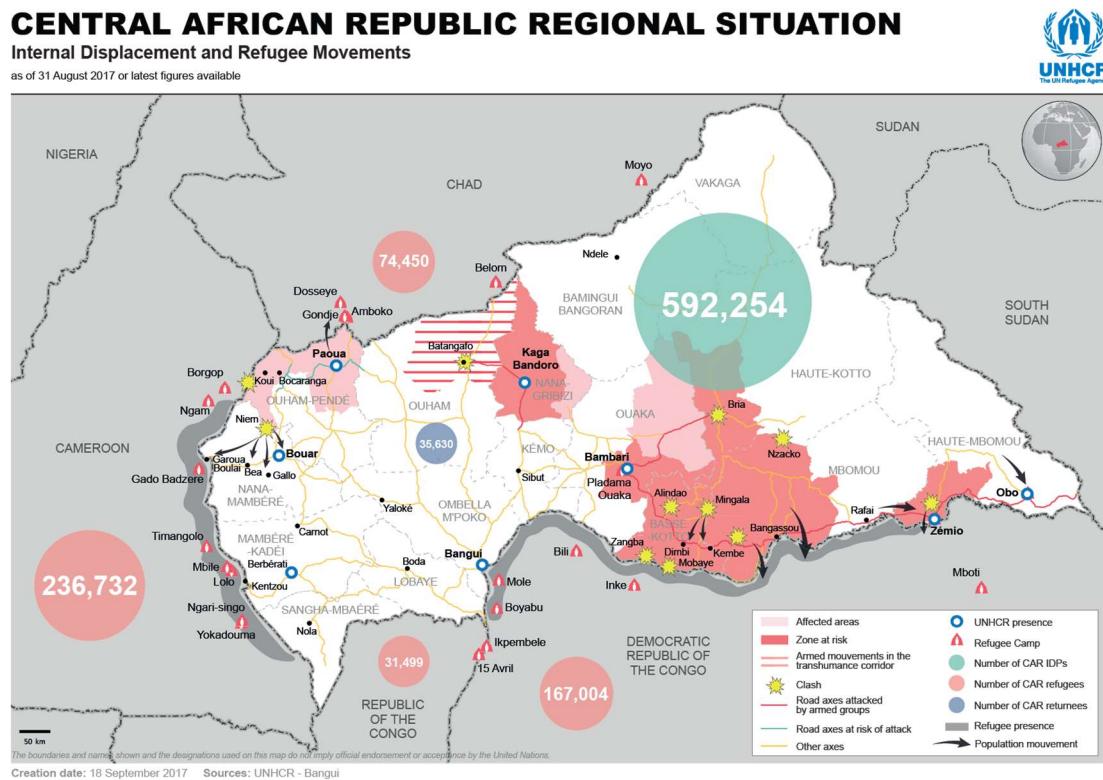 CENTRAL AFRICAN REPUBLIC REGIONAL SITUATION
Internal Displacement and Refugee Movements
as of 31 August 2017 or latest figures available
UNHCR
The UN Refugee Agency
NIGERIA
CHAD
SUDAN
Moyo
VAKAGA
74,450
Ndele
592,254
Belom
Dosseye
Gondje
Amboko
BAMINGUI
BANGORAN
SOUTH
SUDAN
Batangafo
Paoua
Kaga
Bandoro
Borgop
Koui
Bocaranga
NANA-
GRIBIZI
HAUTE-KOTTO
OUHAM-PENDÉ
OUHAM
OUAKA
Bria
Ngam
Niem
CAMEROON
35,630
KÉMO
Nzacko
HAUTE-MBOMOU
Garoua
Boulai
Bea
Gallo
Bouar
Bambari
Pladama
Ouaka
MBOMOU
Gado Badzere
Sibut
Obo
NANA-
MAMBÉRÉ
Yaloké
OMBELLA
M'POKO
Alindao
Mingala
Rafai
BASSE-
KOTTO
Bangassou
Zémio
Carnot
Timangolo
MAMBÉRÉ
-KADÉI
Bangui
Bili
Zangba
Dimbi
Kembe
Mobaye
236,732
Mbile
Lolo
Berbérati
Kentzou
Boda
LOBAYE
Mole
Inke
Mboti
Ngari-singo
Yokadouma
SANGHA-MBAÉRÉ
Nola
Boyabu
Ikpembele
15 Avril
31,499
167,004
DEMOCRATIC
REPUBLIC OF
THE CONGO
REPUBLIC
OF THE
CONGO
Affected areas
Zone at risk
Armed movements in the
transhumance corridor
Clash
Road axes attacked
by armed groups
Road axes at risk of attack
Other axes
UNHCR presence
Refugee Camp
Number of CAR IDPs
Number of CAR refugees
Number of CAR returnees
Refugee presence
Population mouvement
50 km
The boundaries and names shown and the designations used on this map do not imply official endorsement or acceptance by the United Nations.
Creation date: 18 September 2017 Sources: UNHCR - Bangui